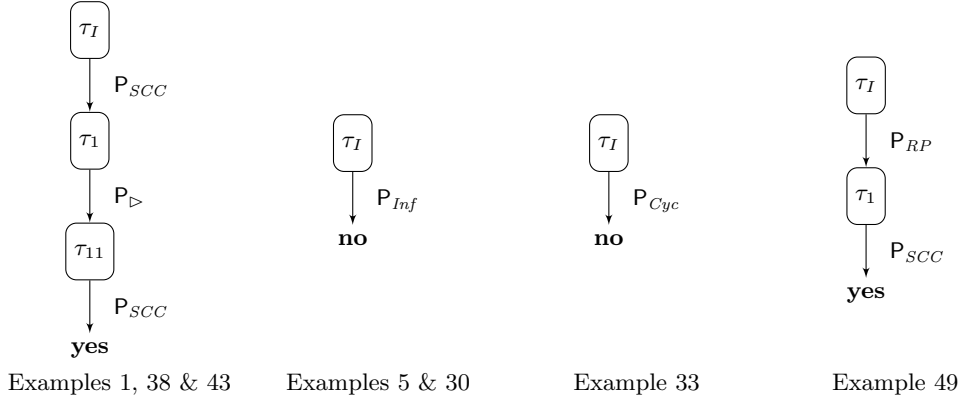 τ_I
P_SCC
τ_1
P_▷
τ_11
P_SCC
yes
Examples 1, 38 & 43
τ_I
P_Inf
no
Examples 5 & 30
τ_I
P_Cyc
no
Example 33
τ_I
P_RP
τ_1
P_SCC
yes
Example 49